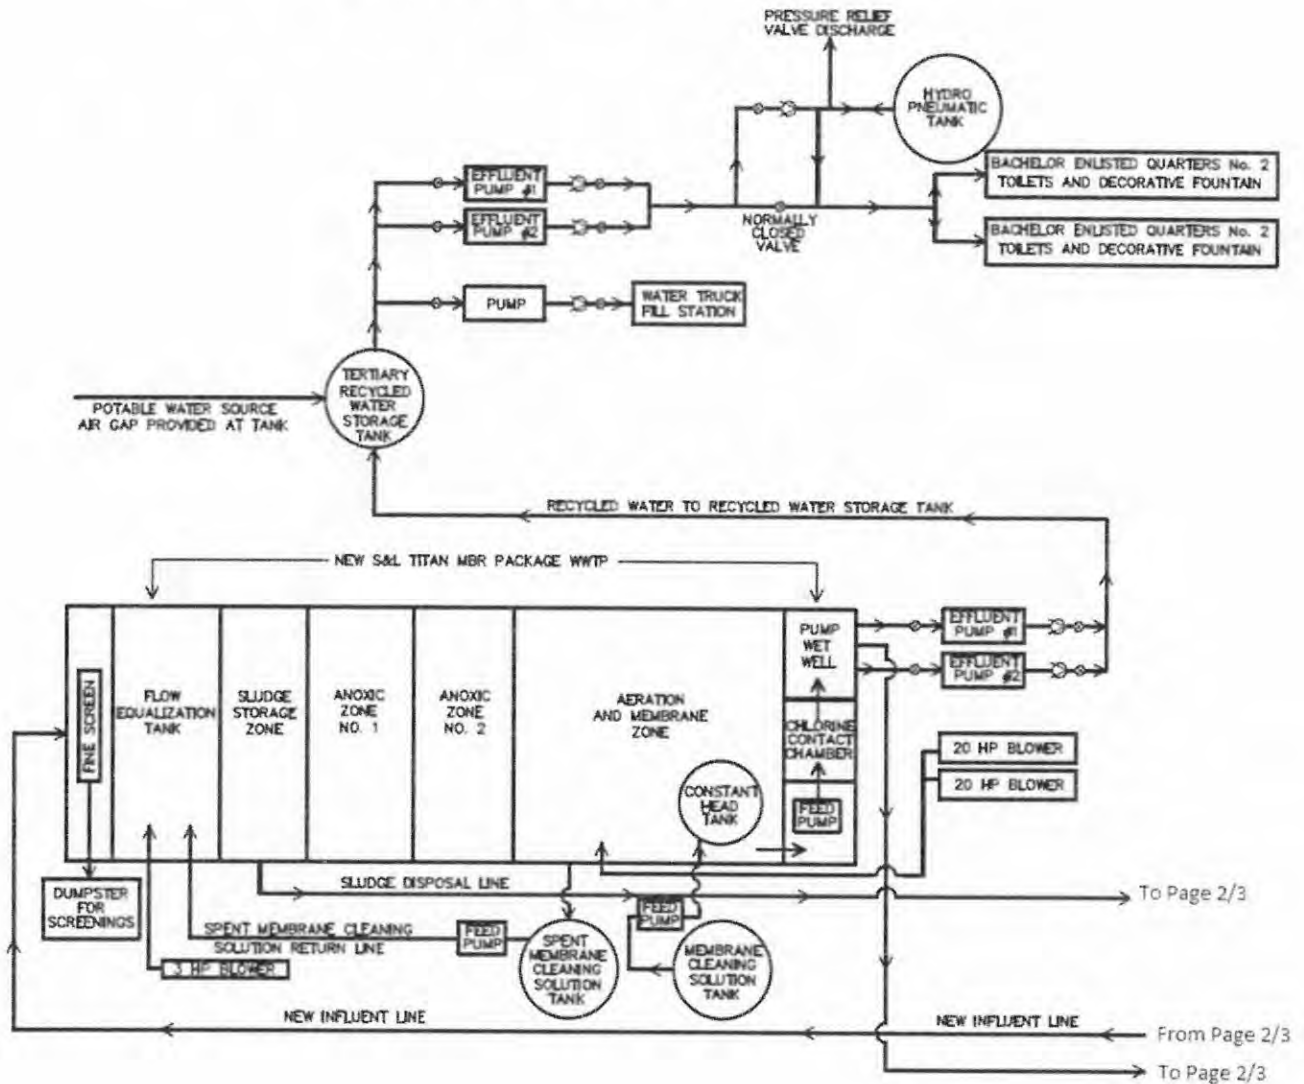 PRESSURE RELIEF
VALVE DISCHARGE
HYDRO
PNEUMATIC
TANK
EFFLUENT
PUMP #1
BACHELOR ENLISTED QUARTERS No. 2
TOILETS AND DECORATIVE FOUNTAIN
EFFLUENT
PUMP #2
NORMALLY
CLOSED
VALVE
BACHELOR ENLISTED QUARTERS No. 2
TOILETS AND DECORATIVE FOUNTAIN
PUMP
WATER TRUCK
FILL STATION
TERTIARY
RECYCLED
WATER
STORAGE
TANK
POTABLE WATER SOURCE
AIR GAP PROVIDED AT TANK
RECYCLED WATER TO RECYCLED WATER STORAGE TANK
NEW S&L TITAN MBR PACKAGE WWTP
FINE SCREEN
FLOW
EQUALIZATION
TANK
SLUDGE
STORAGE
ZONE
ANOXIC
ZONE
NO. 1
ANOXIC
ZONE
NO. 2
AERATION
AND MEMBRANE
ZONE
PUMP
WET
WELL
EFFLUENT
PUMP #1
EFFLUENT
PUMP #2
CHLORINE
CONTACT
CHAMBER
20 HP BLOWER
20 HP BLOWER
CONSTANT
HEAD
TANK
FEED
PUMP
DUMPSTER
FOR
SCREENINGS
SLUDGE DISPOSAL LINE
To Page 2/3
SPENT MEMBRANE CLEANING
SOLUTION RETURN LINE
FEED
PUMP
SPENT
MEMBRANE
CLEANING
SOLUTION
TANK
FEED
PUMP
MEMBRANE
CLEANING
SOLUTION
TANK
3 HP BLOWER
NEW INFLUENT LINE
NEW INFLUENT LINE
From Page 2/3
To Page 2/3